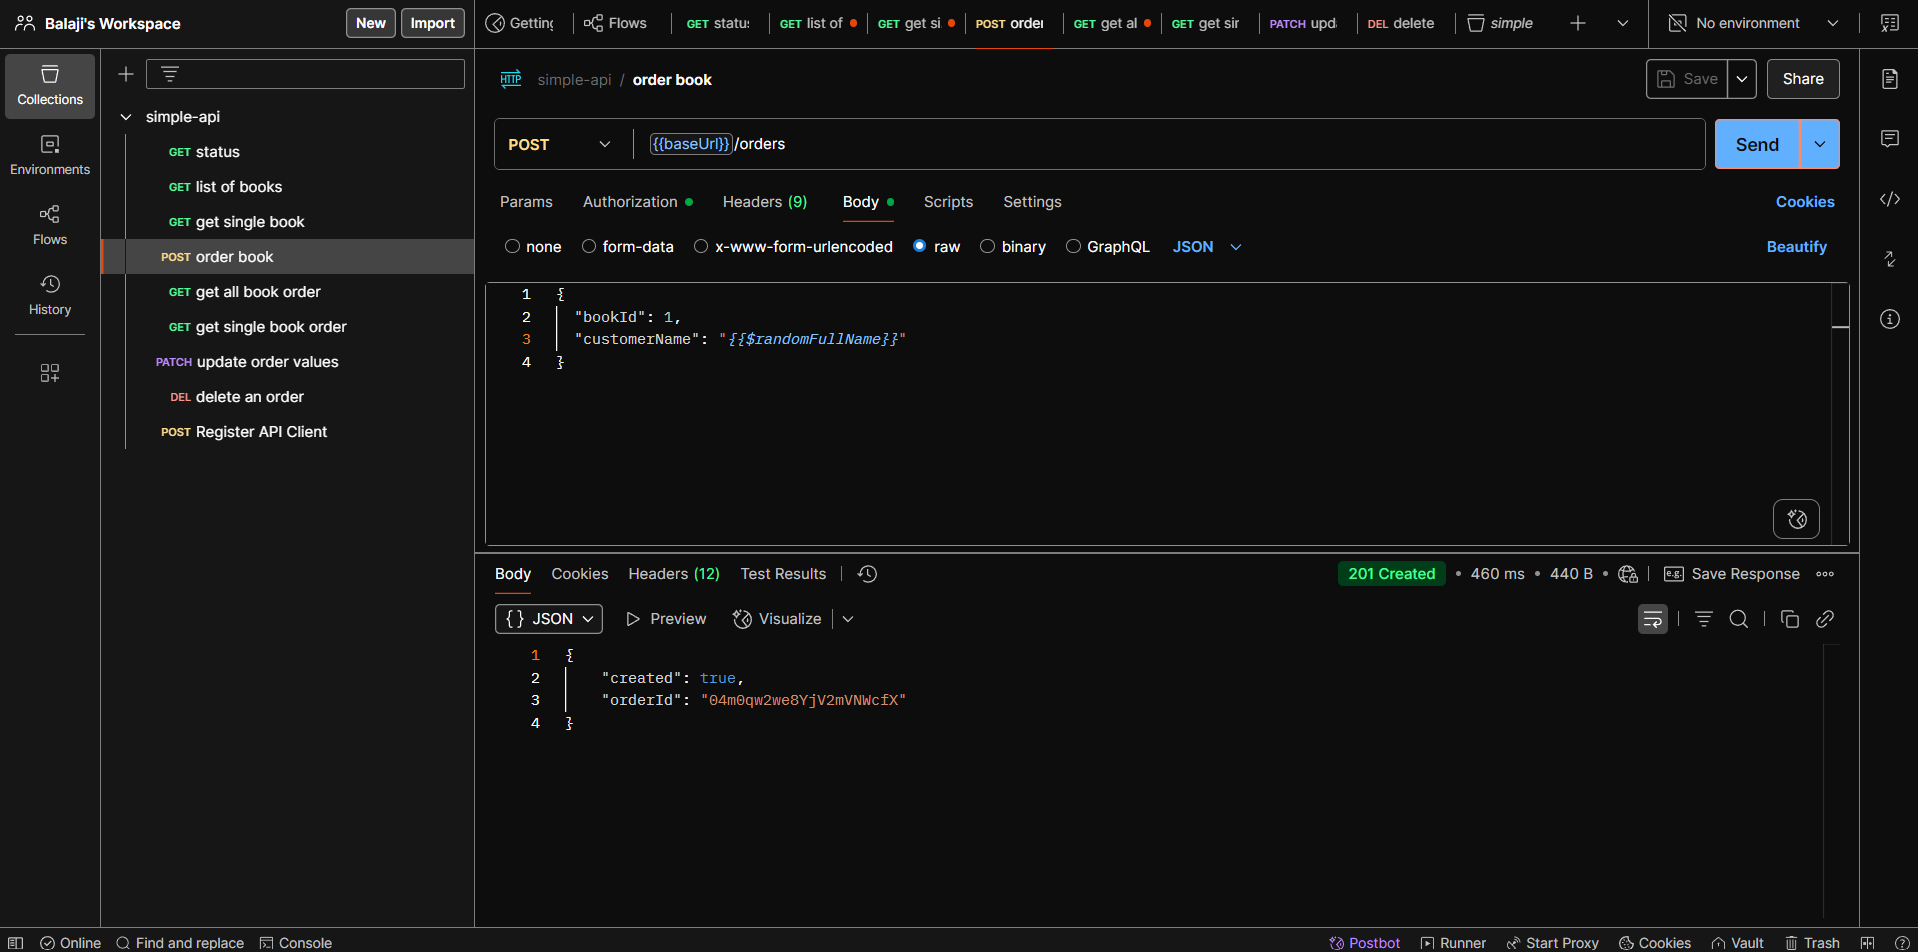 Balaji's Workspace New Import
Getting Flows GET status GET list of GET get si. POST order GET get al GET get sir PATCH upd DEL delete simple No environment
Collections
Environments
Flows
History
simple-api
GET status
GET list of books
GET get single book
POST order book
GET get all book order
GET get single book order
PATCH update order values
DEL delete an order
POST Register API Client
HTTP simple-api / order book Save Share
POST {{baseUrl}}/orders Send
Params Authorization Headers (9) Body Scripts Settings Cookies
none form-data x-www-form-urlencoded raw binary GraphQL JSON Beautify
1 {
2 "bookId": 1,
3 "customerName": "{{$randomFullName}}"
4 }
Body Cookies Headers (12) Test Results 201 Created • 460 ms • 440 B • e.g. Save Response
{} JSON Preview Visualize
1 {
2 "created": true,
3 "orderId": "04m0qw2we8YjV2mVNWcfX"
4 }
Online Find and replace Console Postbot Runner Start Proxy Cookies Vault Trash